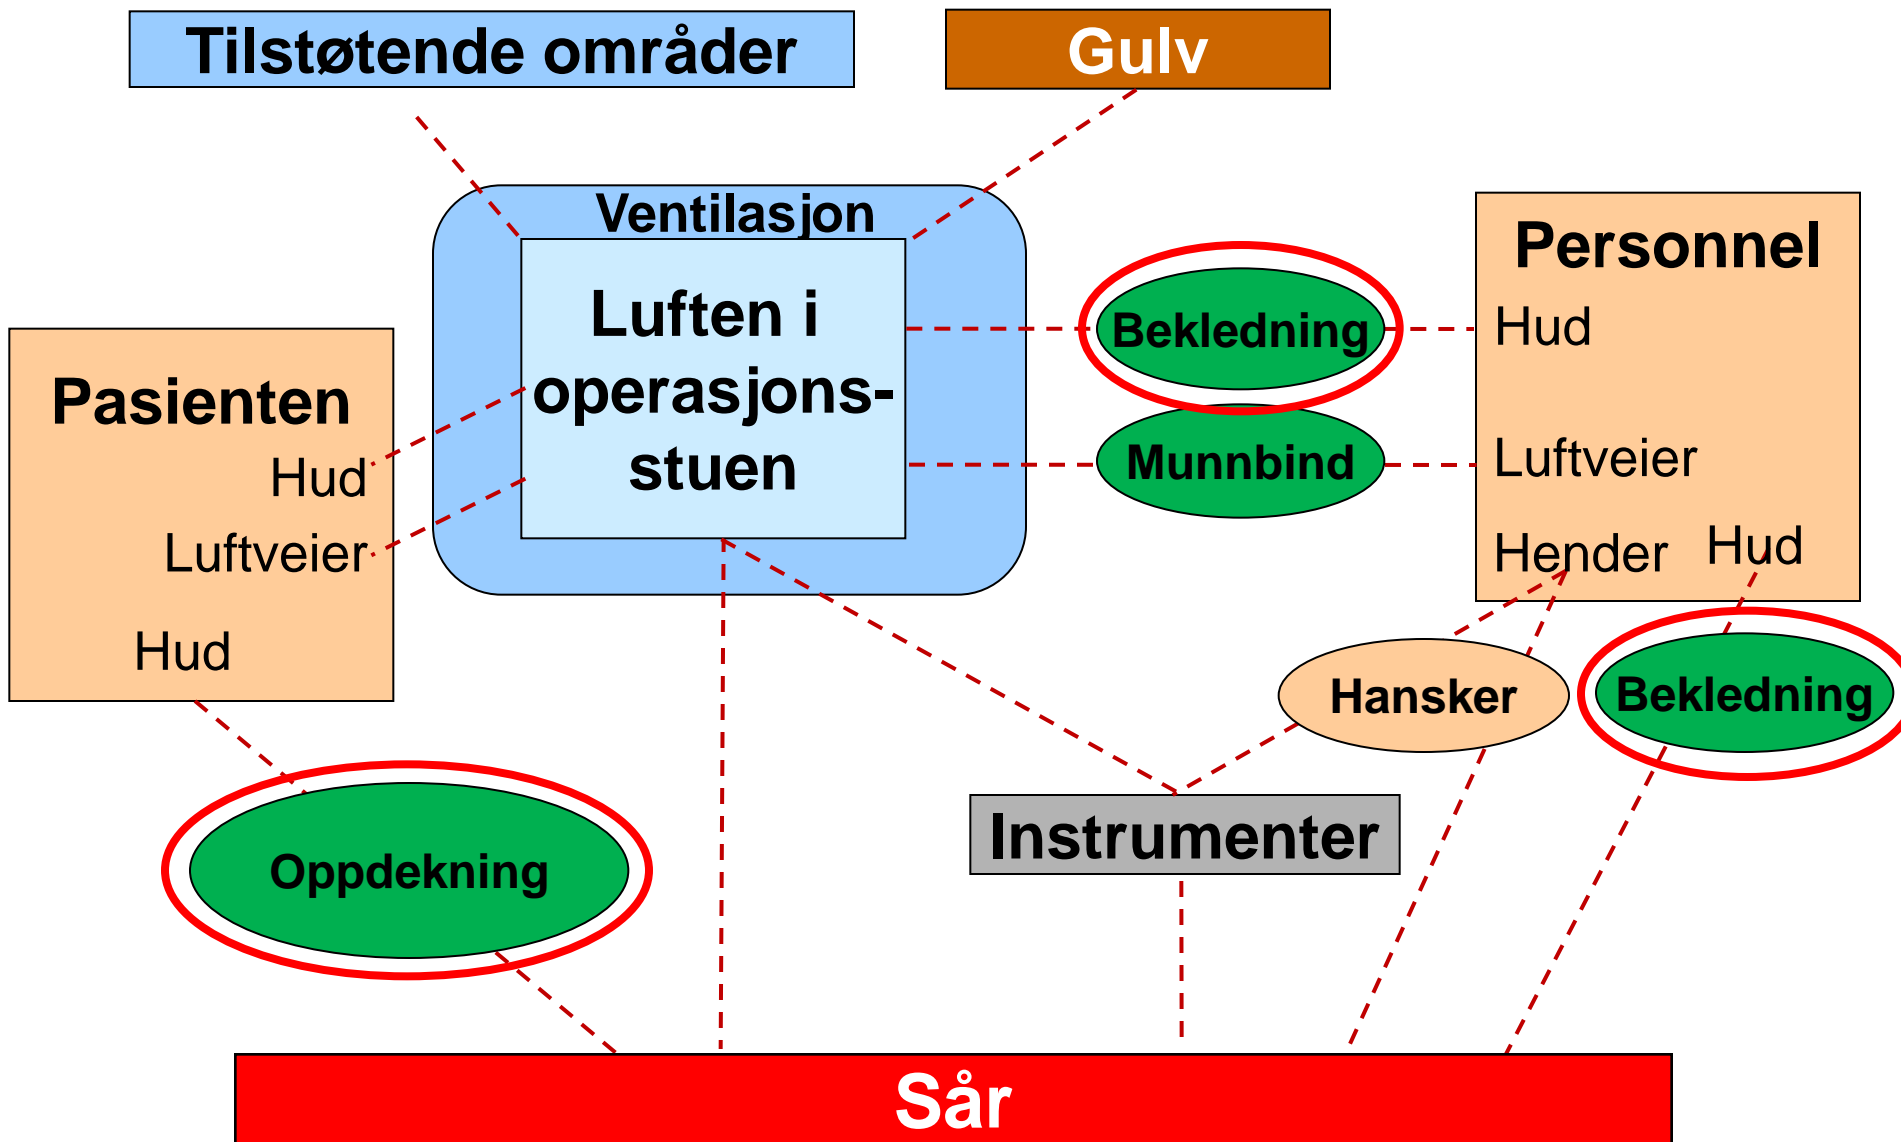 Tilstøtende områder
Gulv
Ventilasjon
Luften i
operasjons-
stuen
Bekledning
Munnbind
Personnel
Hud
Luftveier
Hender
Hud
Pasienten
Hud
Luftveier
Hud
Hansker
Bekledning
Oppdekning
Instrumenter
Sår